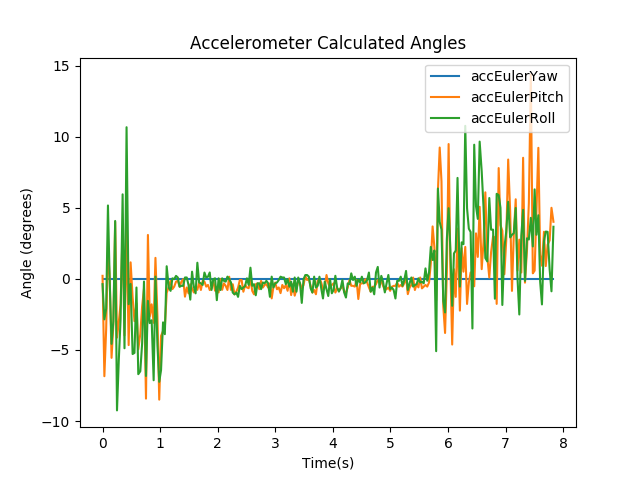 Accelerometer Calculated Angles
accEulerYaw
accEulerPitch
accEulerRoll
Angle (degrees)
15
10
5
0
−5
−10
0 1 2 3 4 5 6 7 8
Time(s)